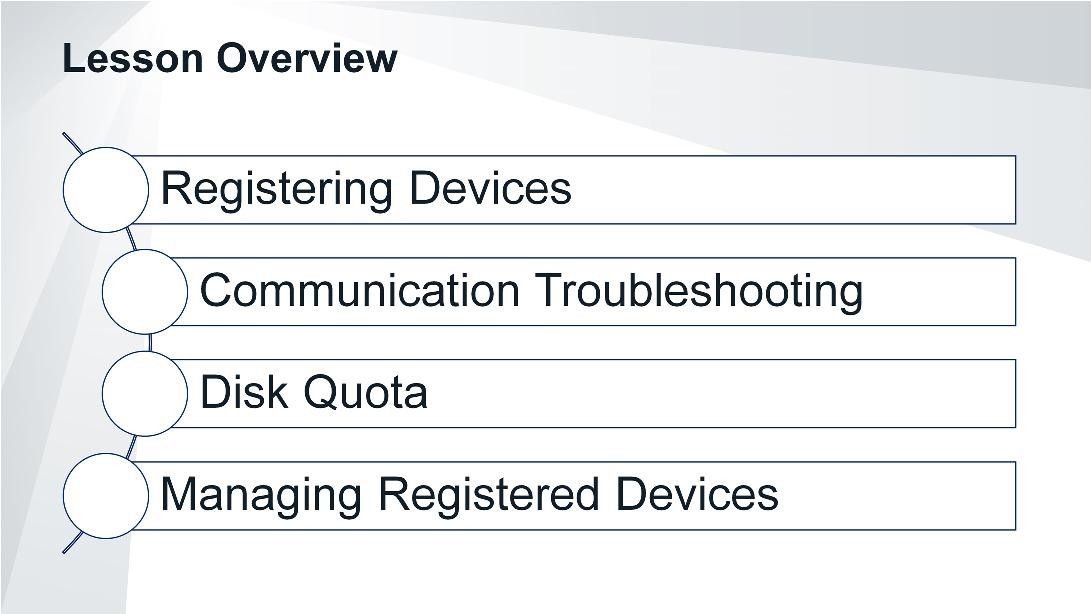 Lesson Overview
Registering Devices
Communication Troubleshooting
Disk Quota
Managing Registered Devices